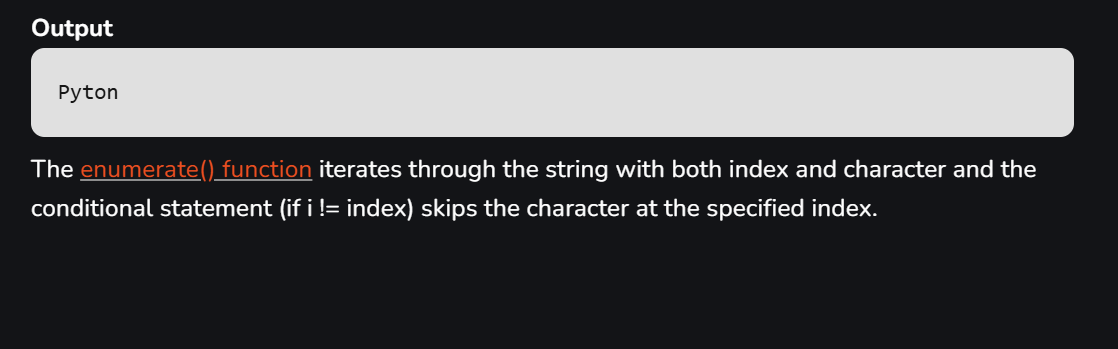 Output
Pyton
The enumerate() function iterates through the string with both index and character and the
conditional statement (if i != index) skips the character at the specified index.